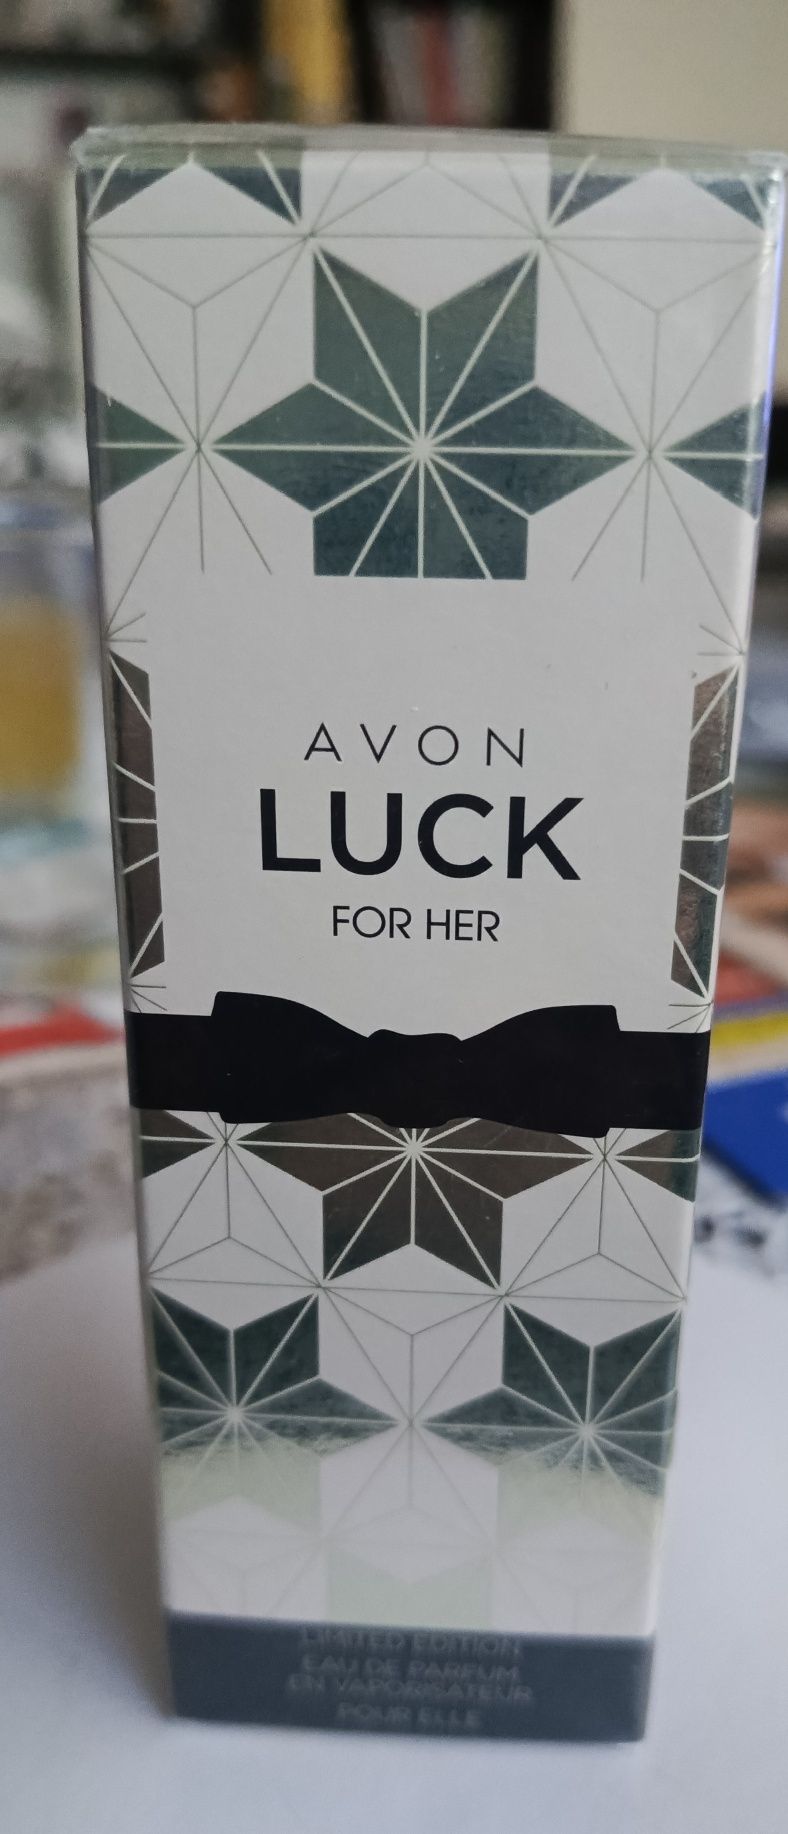 AVON
LUCK
FOR HER
LIMITED EDITION
EAU DE PARFUM
EN VAPORISATEUR
POUR ELLE